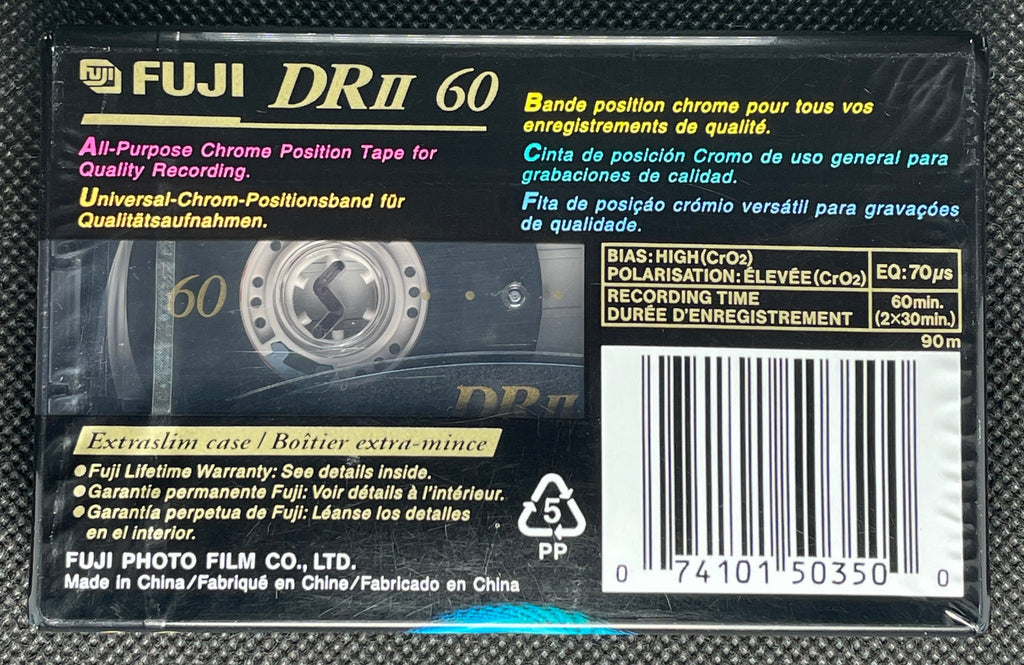 FUJI FUJI DRII 60
All-Purpose Chrome Position Tape for
Quality Recording.
Universal-Chrom-Positionsband für
Qualitätsaufnahmen.
Bande position chrome pour tous vos
enregistrements de qualité.
Cinta de posición Cromo de uso general para
grabaciones de calidad.
Fita de posição crómio versátil para gravações
de qualidade.
60
DRII
BIAS: HIGH (CrO2)
POLARISATION: ÉLEVÉE (CrO2)
EQ: 70µs
RECORDING TIME
DURÉE D'ENREGISTREMENT
60min.
(2×30min.)
90m
Extraslim case / Boîtier extra-mince
●Fuji Lifetime Warranty: See details inside.
●Garantie permanente Fuji: Voir détails à l'intérieur.
●Garantía perpetua de Fuji: Léanse los detalles
en el interior.
FUJI PHOTO FILM CO., LTD.
Made in China/Fabriqué en Chine/Fabricado en China
5
PP
0 74101 50350 0